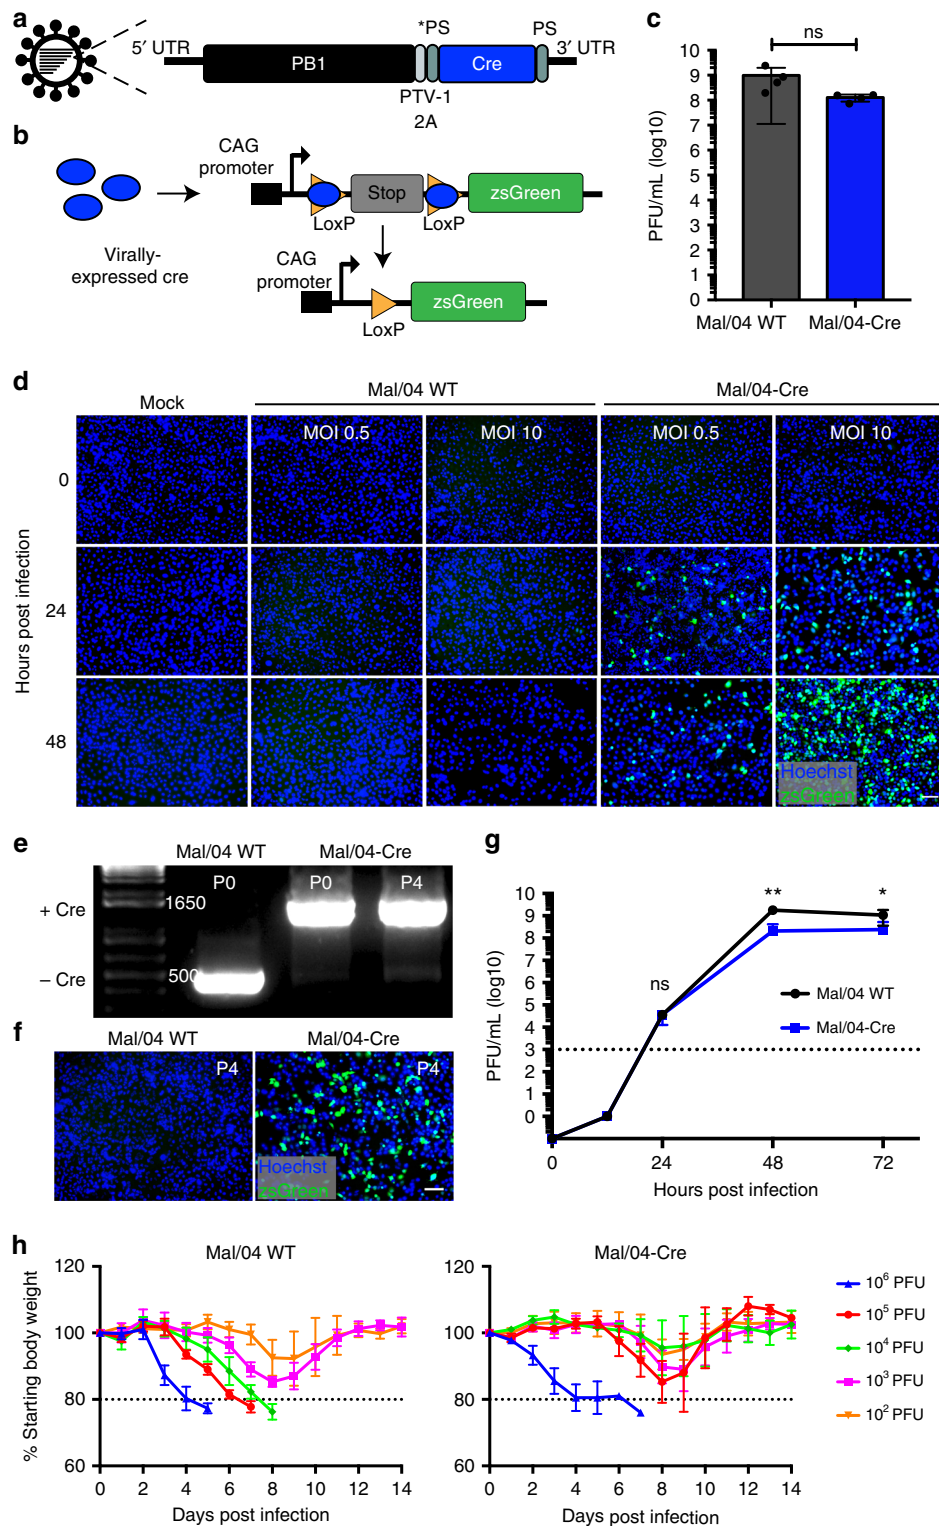 a
*PS
PS
5′ UTR
PB1
Cre
3′ UTR
PTV-1
2A
b
CAG
promoter
Stop
zsGreen
LoxP
LoxP
Virally-
expressed cre
CAG
promoter
zsGreen
LoxP
c
ns
PFU/mL (log10)
10
9
8
7
6
5
4
3
2
1
0
Mal/04 WT
Mal/04-Cre
d
Mal/04 WT
Mal/04-Cre
Mock
MOI 0.5
MOI 10
MOI 0.5
MOI 10
Hours post infection
0
24
48
Hoechst
zsGreen
e
Mal/04 WT
Mal/04-Cre
P0
P0
P4
+ Cre
1650
– Cre
500
f
Mal/04 WT
Mal/04-Cre
P4
P4
Hoechst
zsGreen
g
PFU/mL (log10)
10
9
8
7
6
5
4
3
2
1
0
ns
**
*
Mal/04 WT
Mal/04-Cre
0
24
48
72
Hours post infection
h
Mal/04 WT
% Starting body weight
120
100
80
60
0 2 4 6 8 10 12 14
Days post infection
Mal/04-Cre
120
100
80
60
0 2 4 6 8 10 12 14
Days post infection
10⁶ PFU
10⁵ PFU
10⁴ PFU
10³ PFU
10² PFU